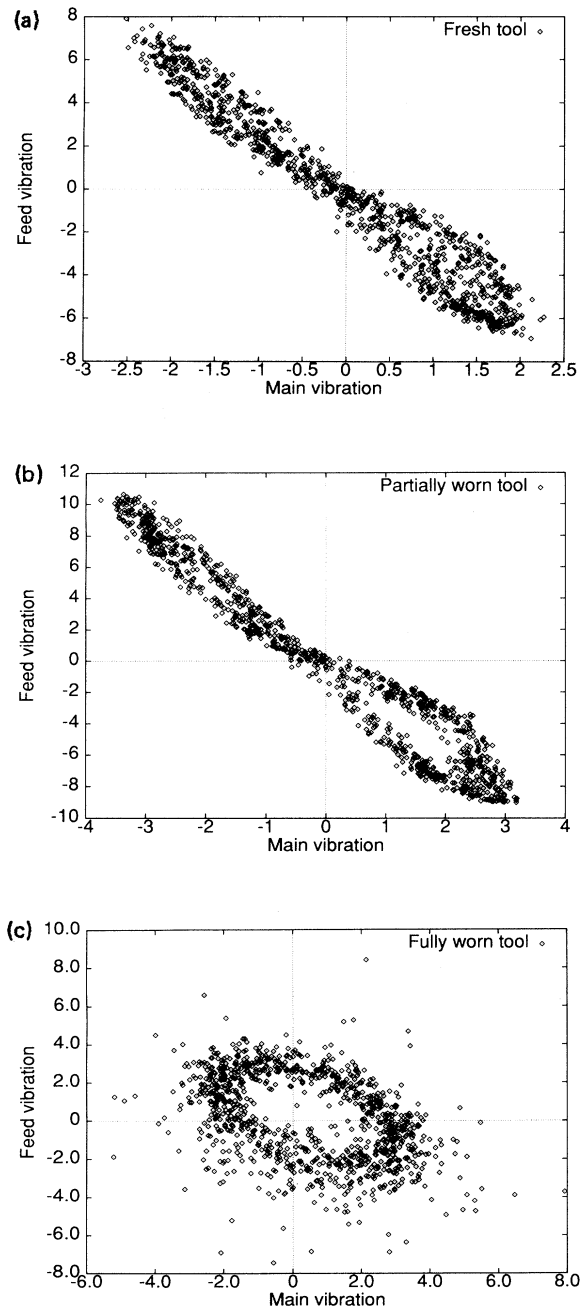 (a)
Fresh tool
8
6
4
2
0
-2
-4
-6
-8
Feed vibration
-3 -2.5 -2 -1.5 -1 -0.5 0 0.5 1 1.5 2 2.5
Main vibration
(b)
Partially worn tool
12
10
8
6
4
2
0
-2
-4
-6
-8
-10
Feed vibration
-4 -3 -2 -1 0 1 2 3 4
Main vibration
(c)
Fully worn tool
10.0
8.0
6.0
4.0
2.0
0
-2.0
-4.0
-6.0
-8.0
Feed vibration
-6.0 -4.0 -2.0 0 2.0 4.0 6.0 8.0
Main vibration